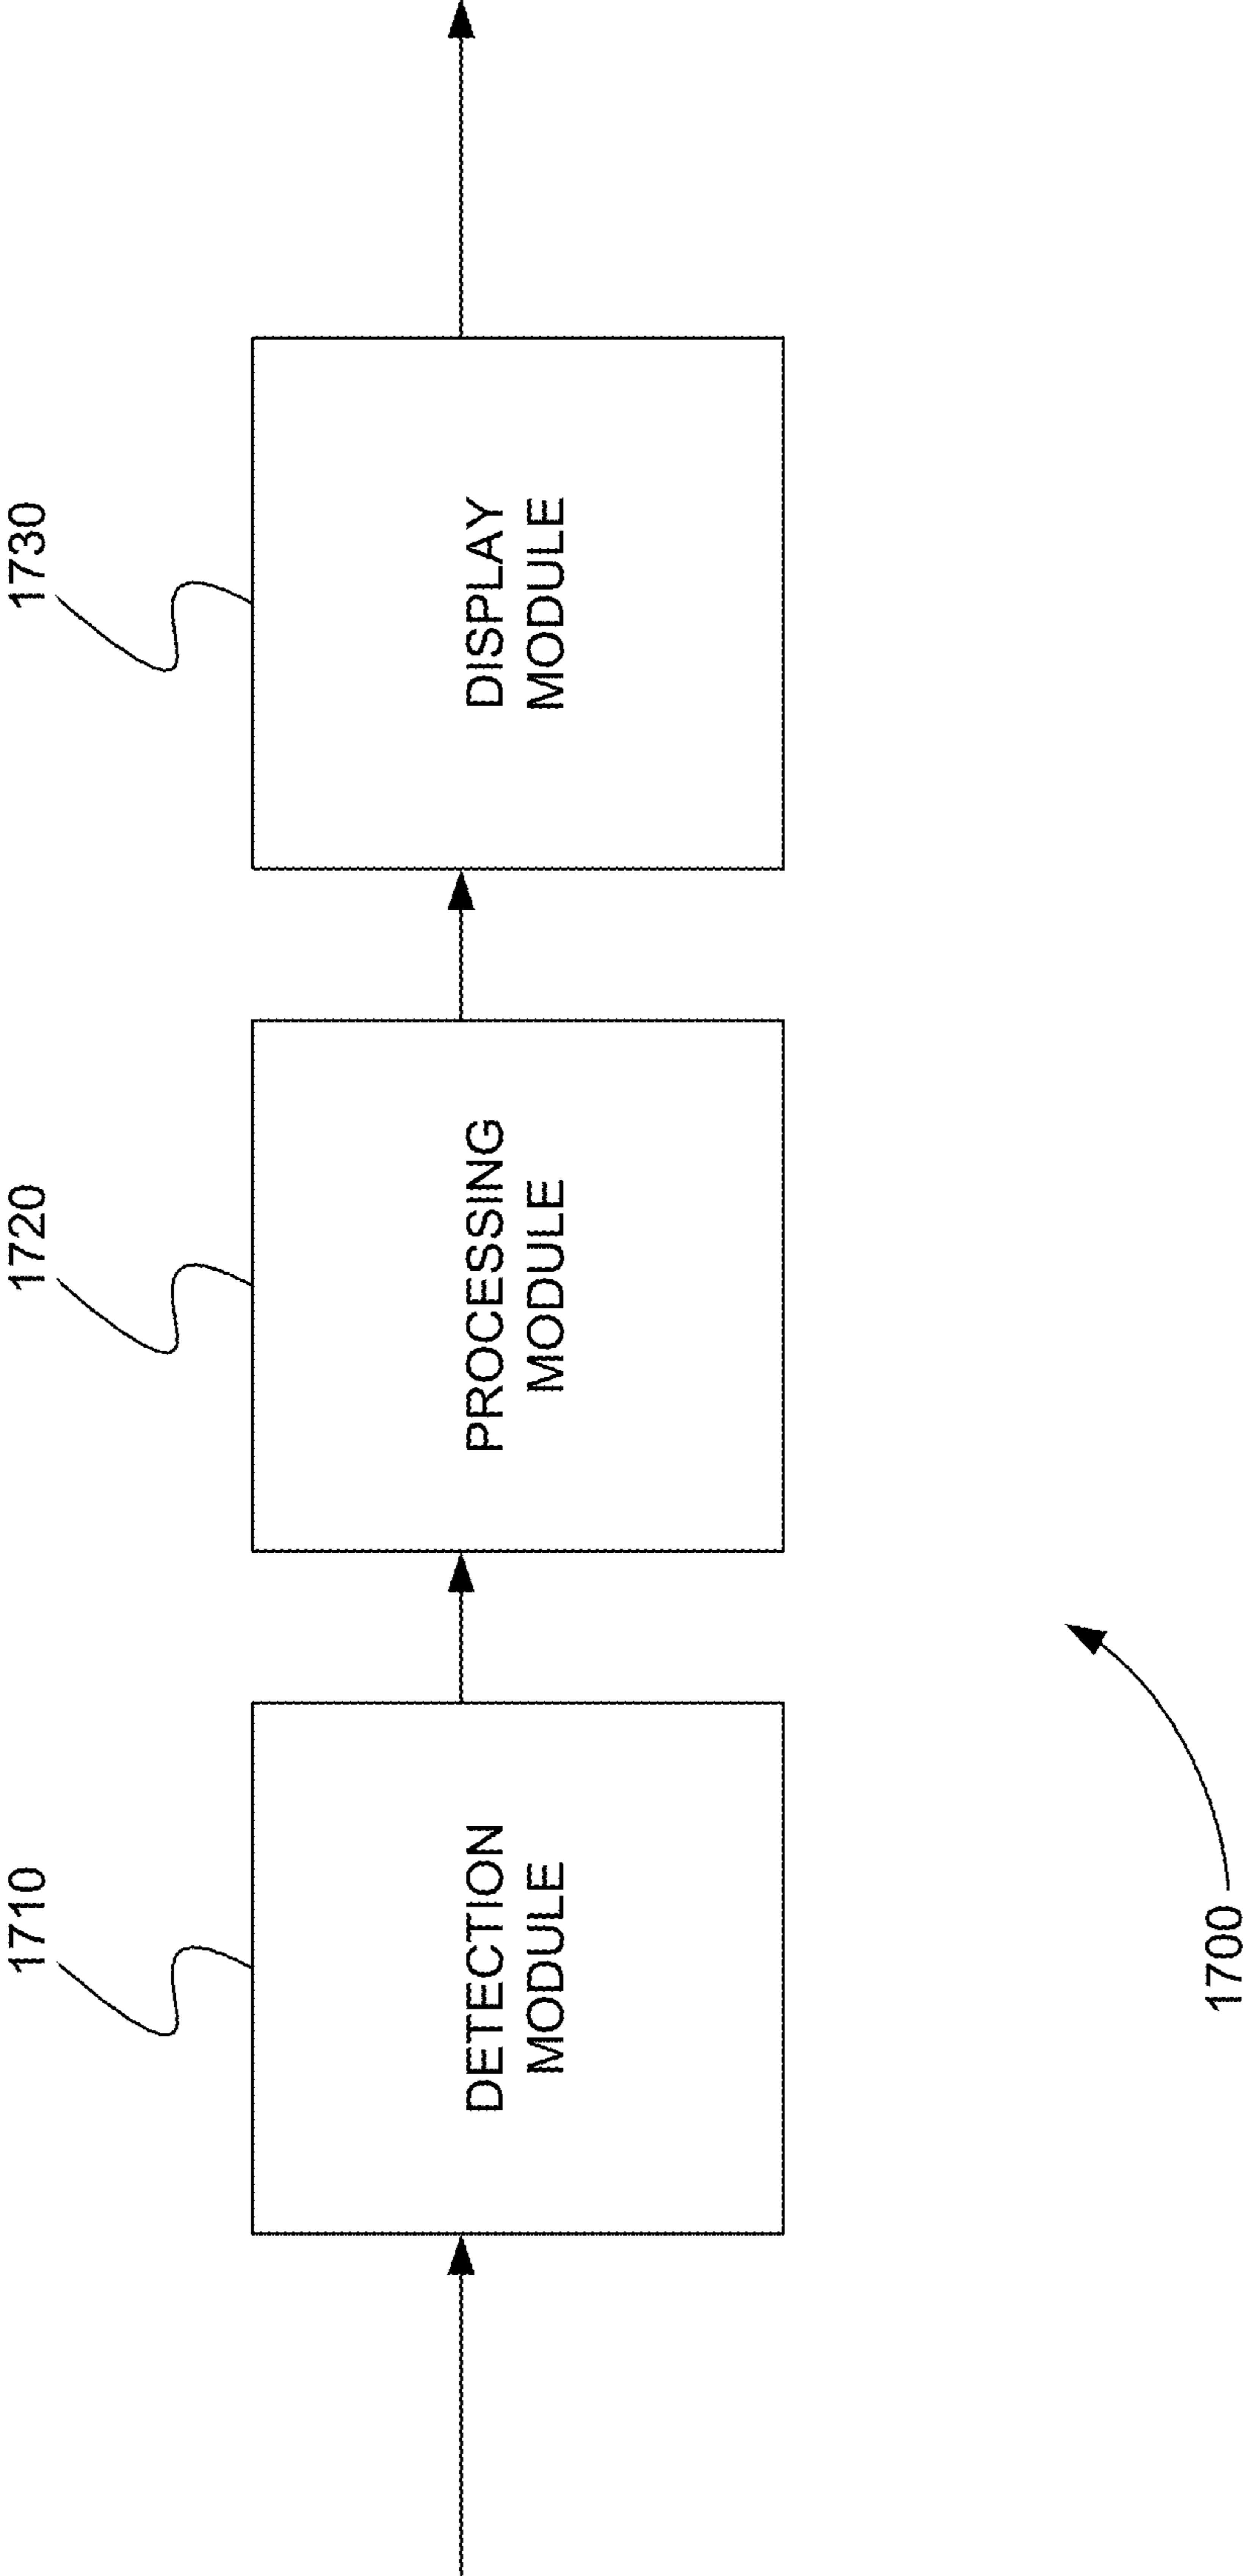 1710
1720
1730
DETECTION
MODULE
PROCESSING
MODULE
DISPLAY
MODULE
1700